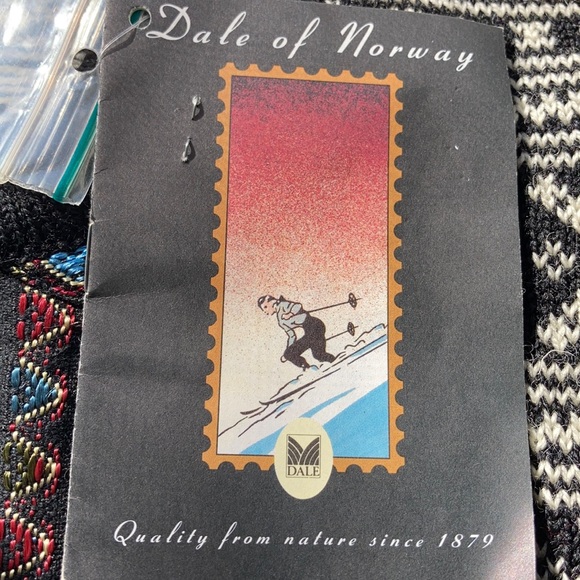 Dale of Norway
DALE
Quality from nature since 1879